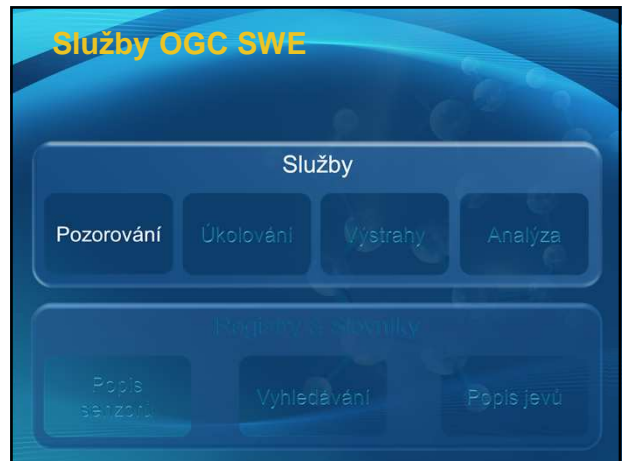 Služby OGC SWE
Služby
Pozorování Úkolování Výstrahy Analýza
Registry a Slovníky
Popis
senzorů
Vyhledávání Popis jevů